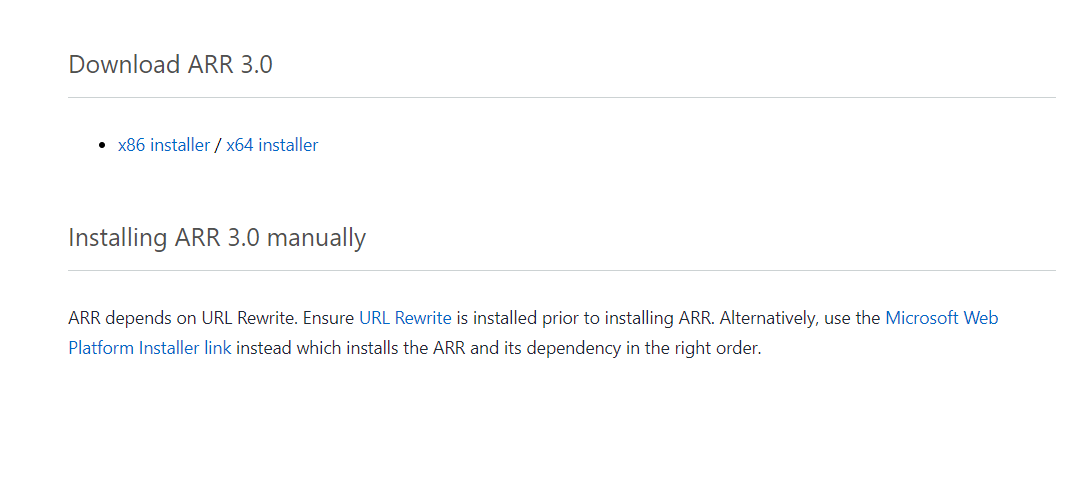 Download ARR 3.0
x86 installer / x64 installer
Installing ARR 3.0 manually
ARR depends on URL Rewrite. Ensure URL Rewrite is installed prior to installing ARR. Alternatively, use the Microsoft Web
Platform Installer link instead which installs the ARR and its dependency in the right order.